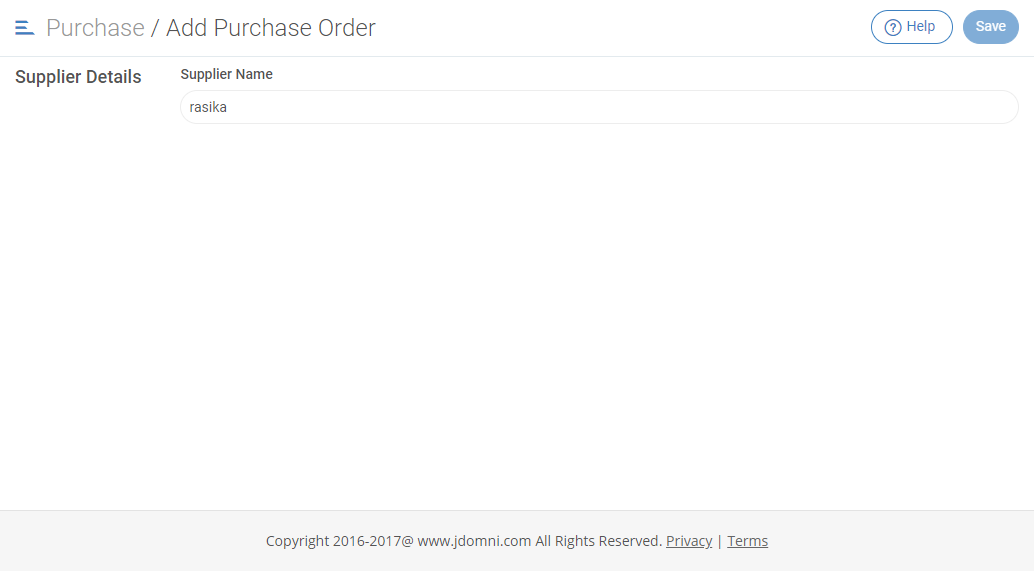 Purchase / Add Purchase Order
Help
Save
Supplier Details
Supplier Name
rasika
Copyright 2016-2017@ www.jdomni.com All Rights Reserved. Privacy | Terms